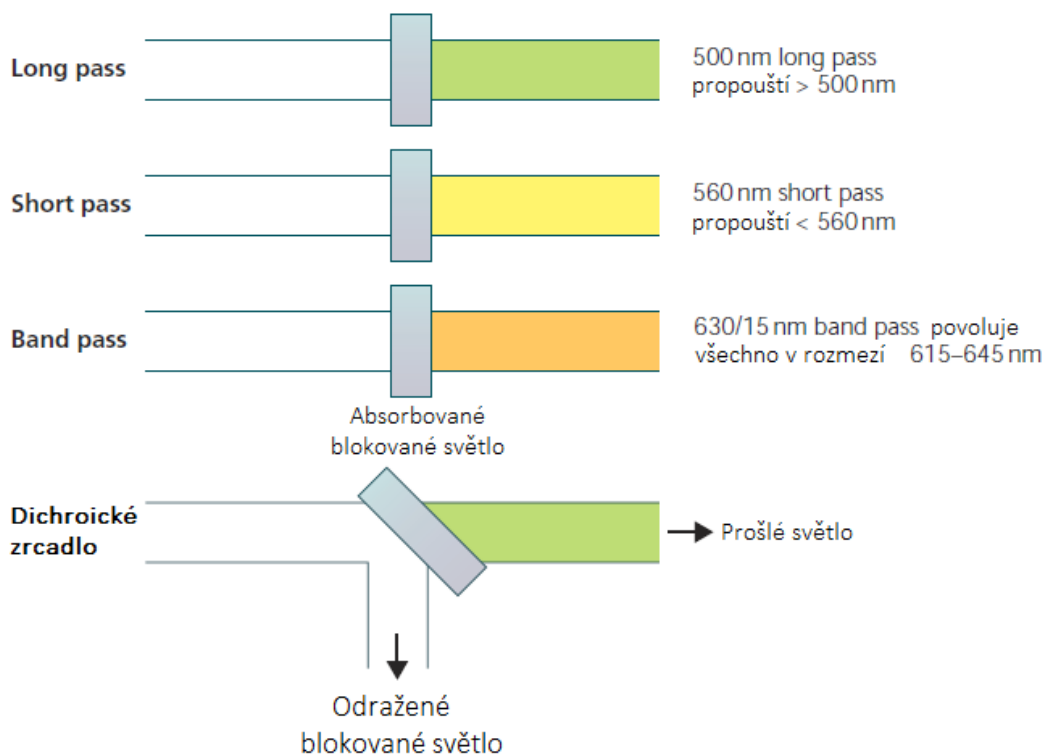 Long pass
500 nm long pass
propouští > 500 nm
Short pass
560 nm short pass
propouští < 560 nm
Band pass
630/15 nm band pass povoluje
všechno v rozmezí 615–645 nm
Absorbované
blokované světlo
Dichroické
zrcadlo
Prošlé světlo
Odražené
blokované světlo